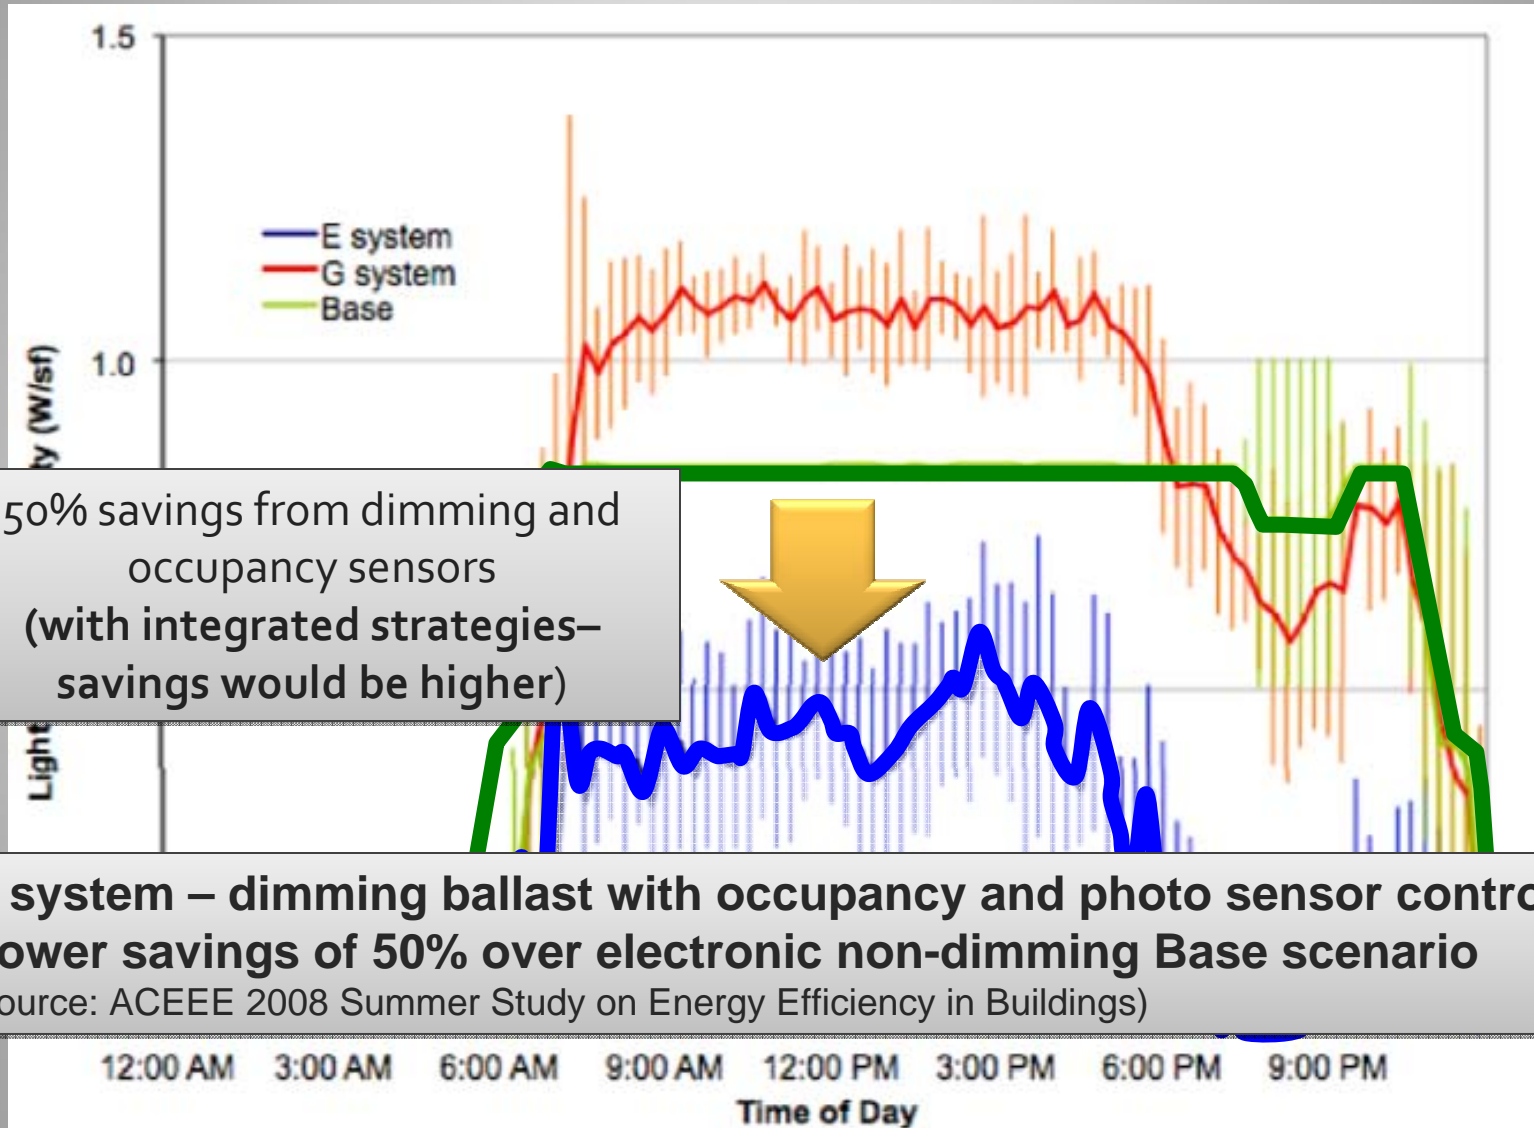 1.5
E system
G system
Base
1.0
ty (W/sf)
Light
50% savings from dimming and
occupancy sensors
(with integrated strategies–
savings would be higher)
system – dimming ballast with occupancy and photo sensor contro
ower savings of 50% over electronic non-dimming Base scenario
ource: ACEEE 2008 Summer Study on Energy Efficiency in Buildings)
12:00 AM 3:00 AM 6:00 AM 9:00 AM 12:00 PM 3:00 PM 6:00 PM 9:00 PM
Time of Day